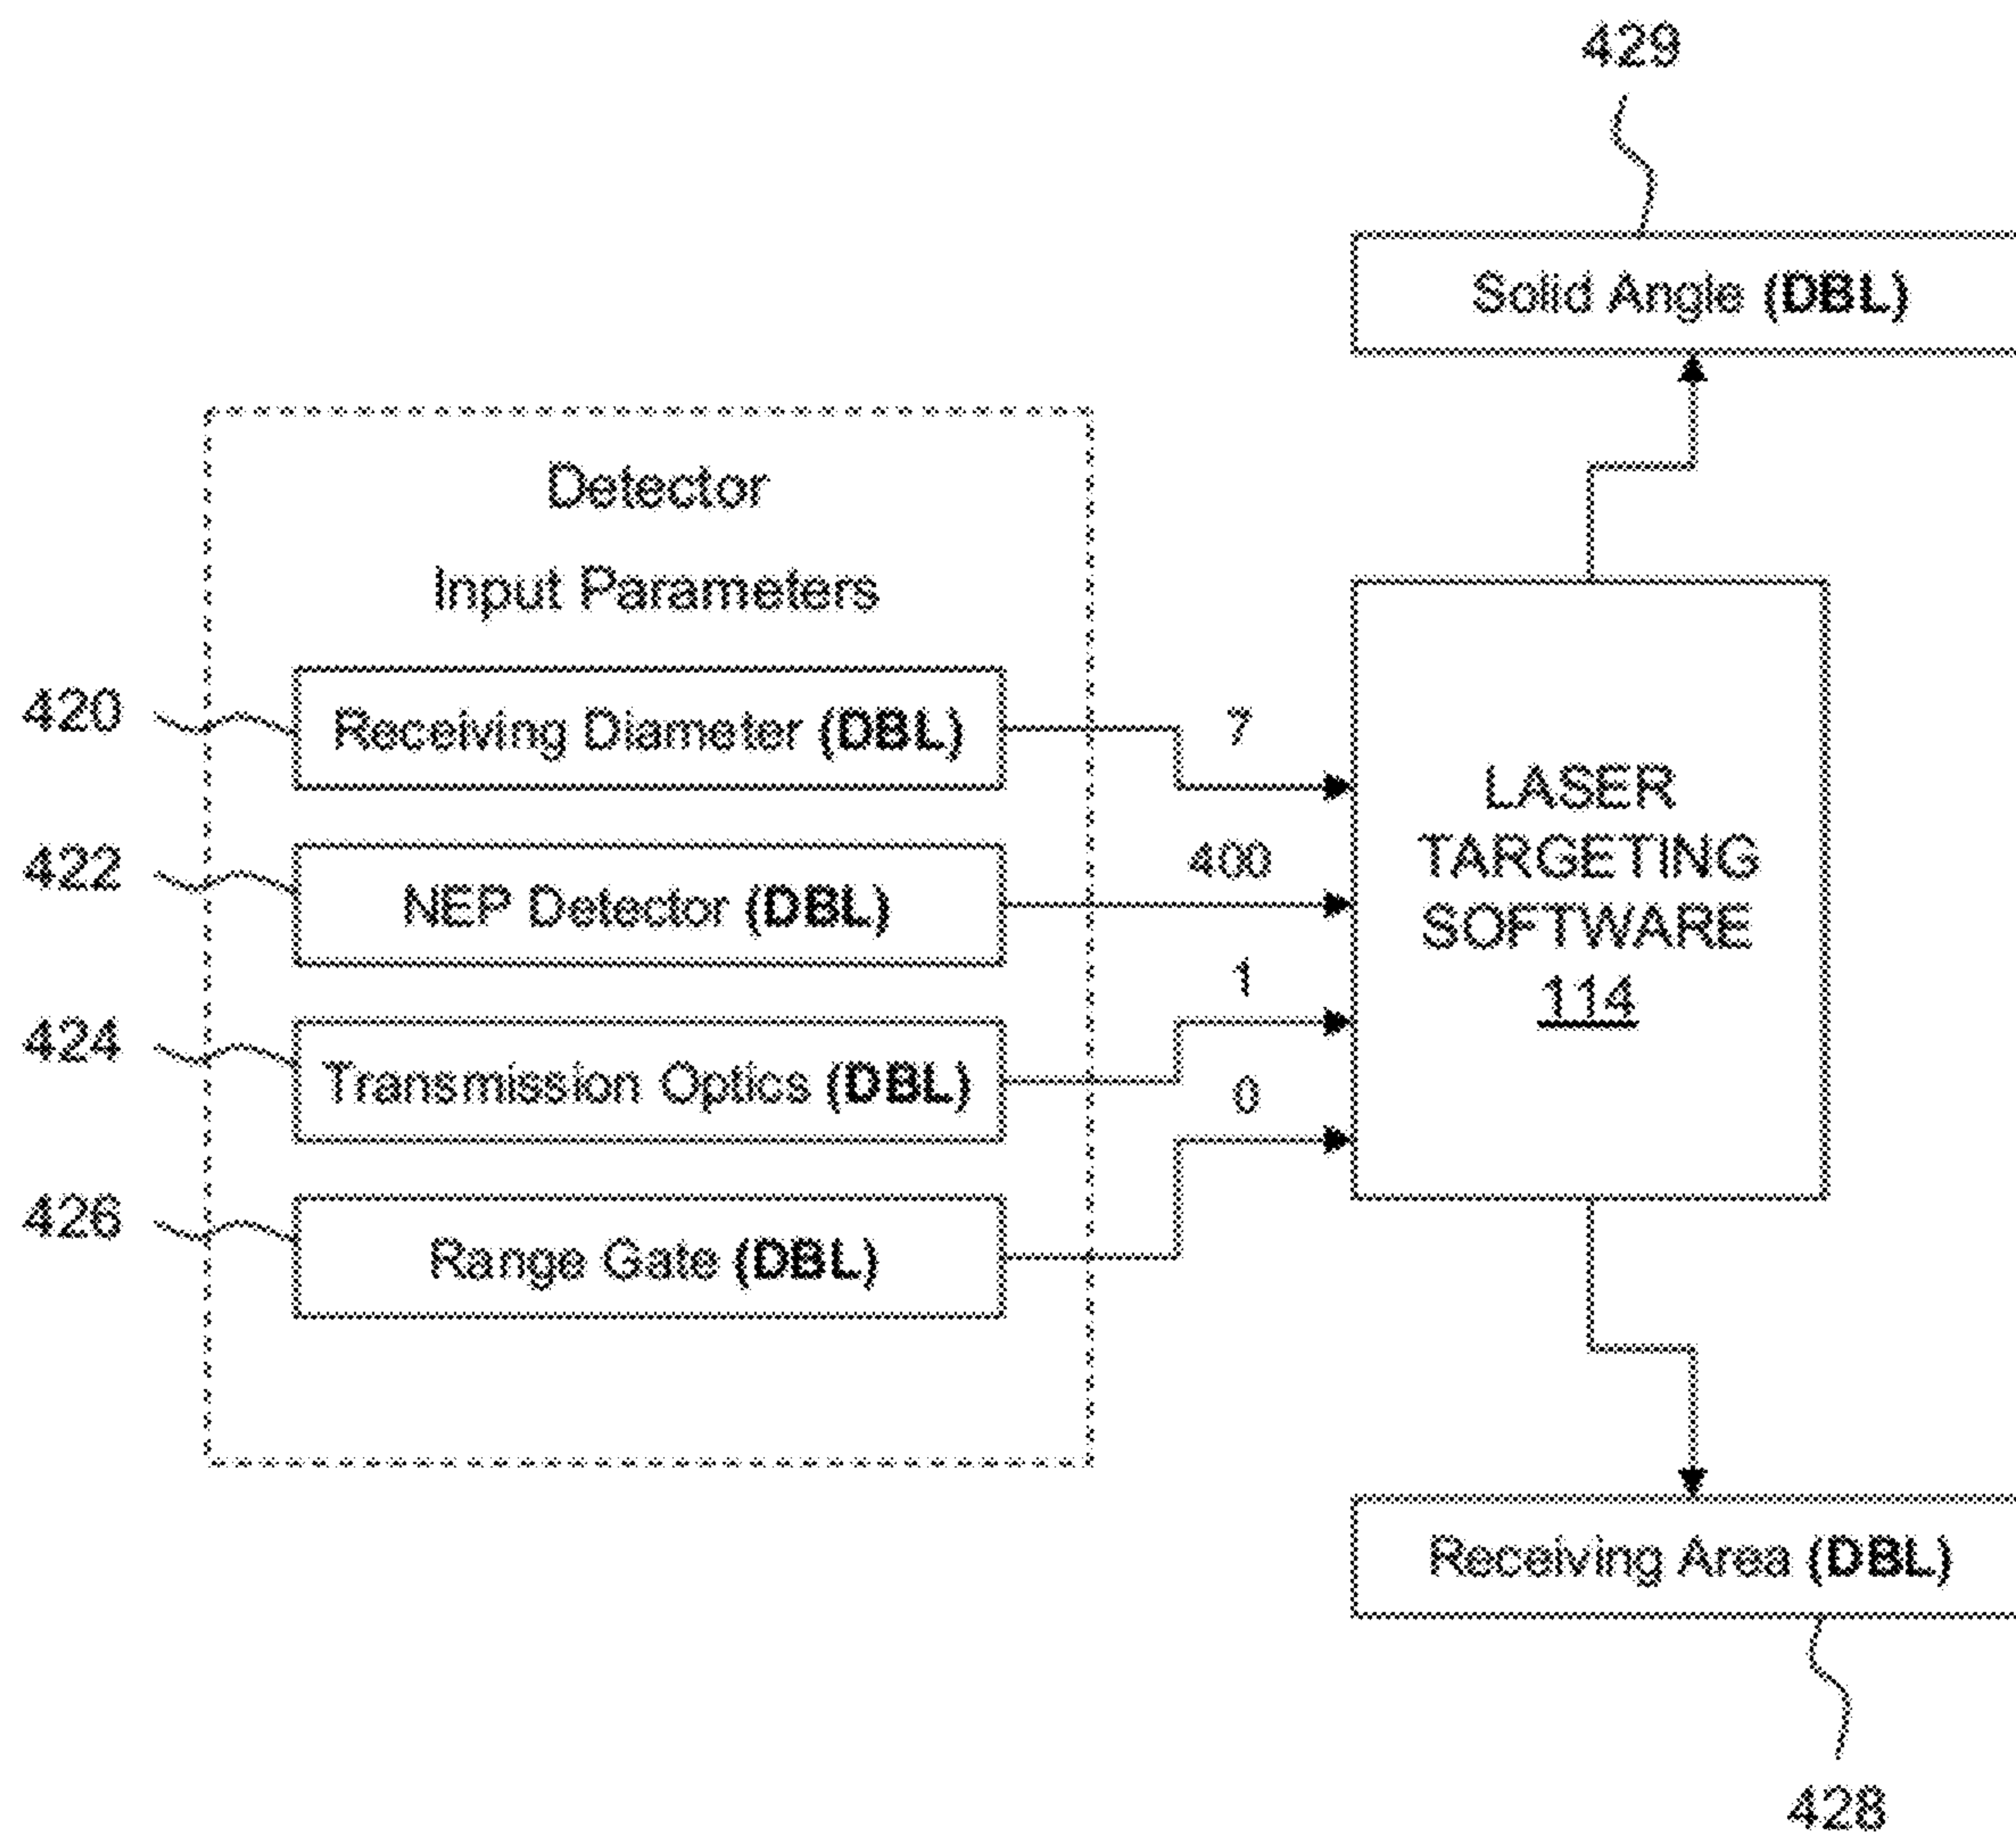 429
Solid Angle (DBL)
Detector
Input Parameters
420
Receiving Diameter (DBL)
7
422
NEP Detector (DBL)
400
424
Transmission Optics (DBL)
1
426
Range Gate (DBL)
0
LASER
TARGETING
SOFTWARE
114
Receiving Area (DBL)
428